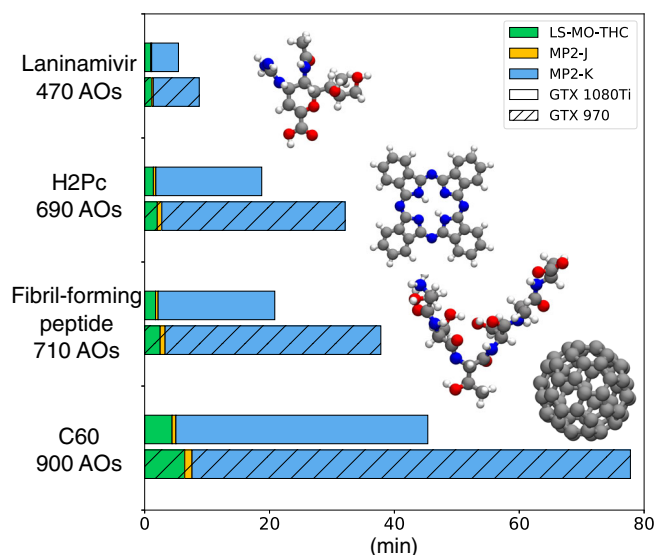 LS-MO-THC
MP2-J
MP2-K
GTX 1080Ti
GTX 970
Laninamivir
470 AOs
H2Pc
690 AOs
Fibril-forming
peptide
710 AOs
C60
900 AOs
0 20 40 60 80
(min)